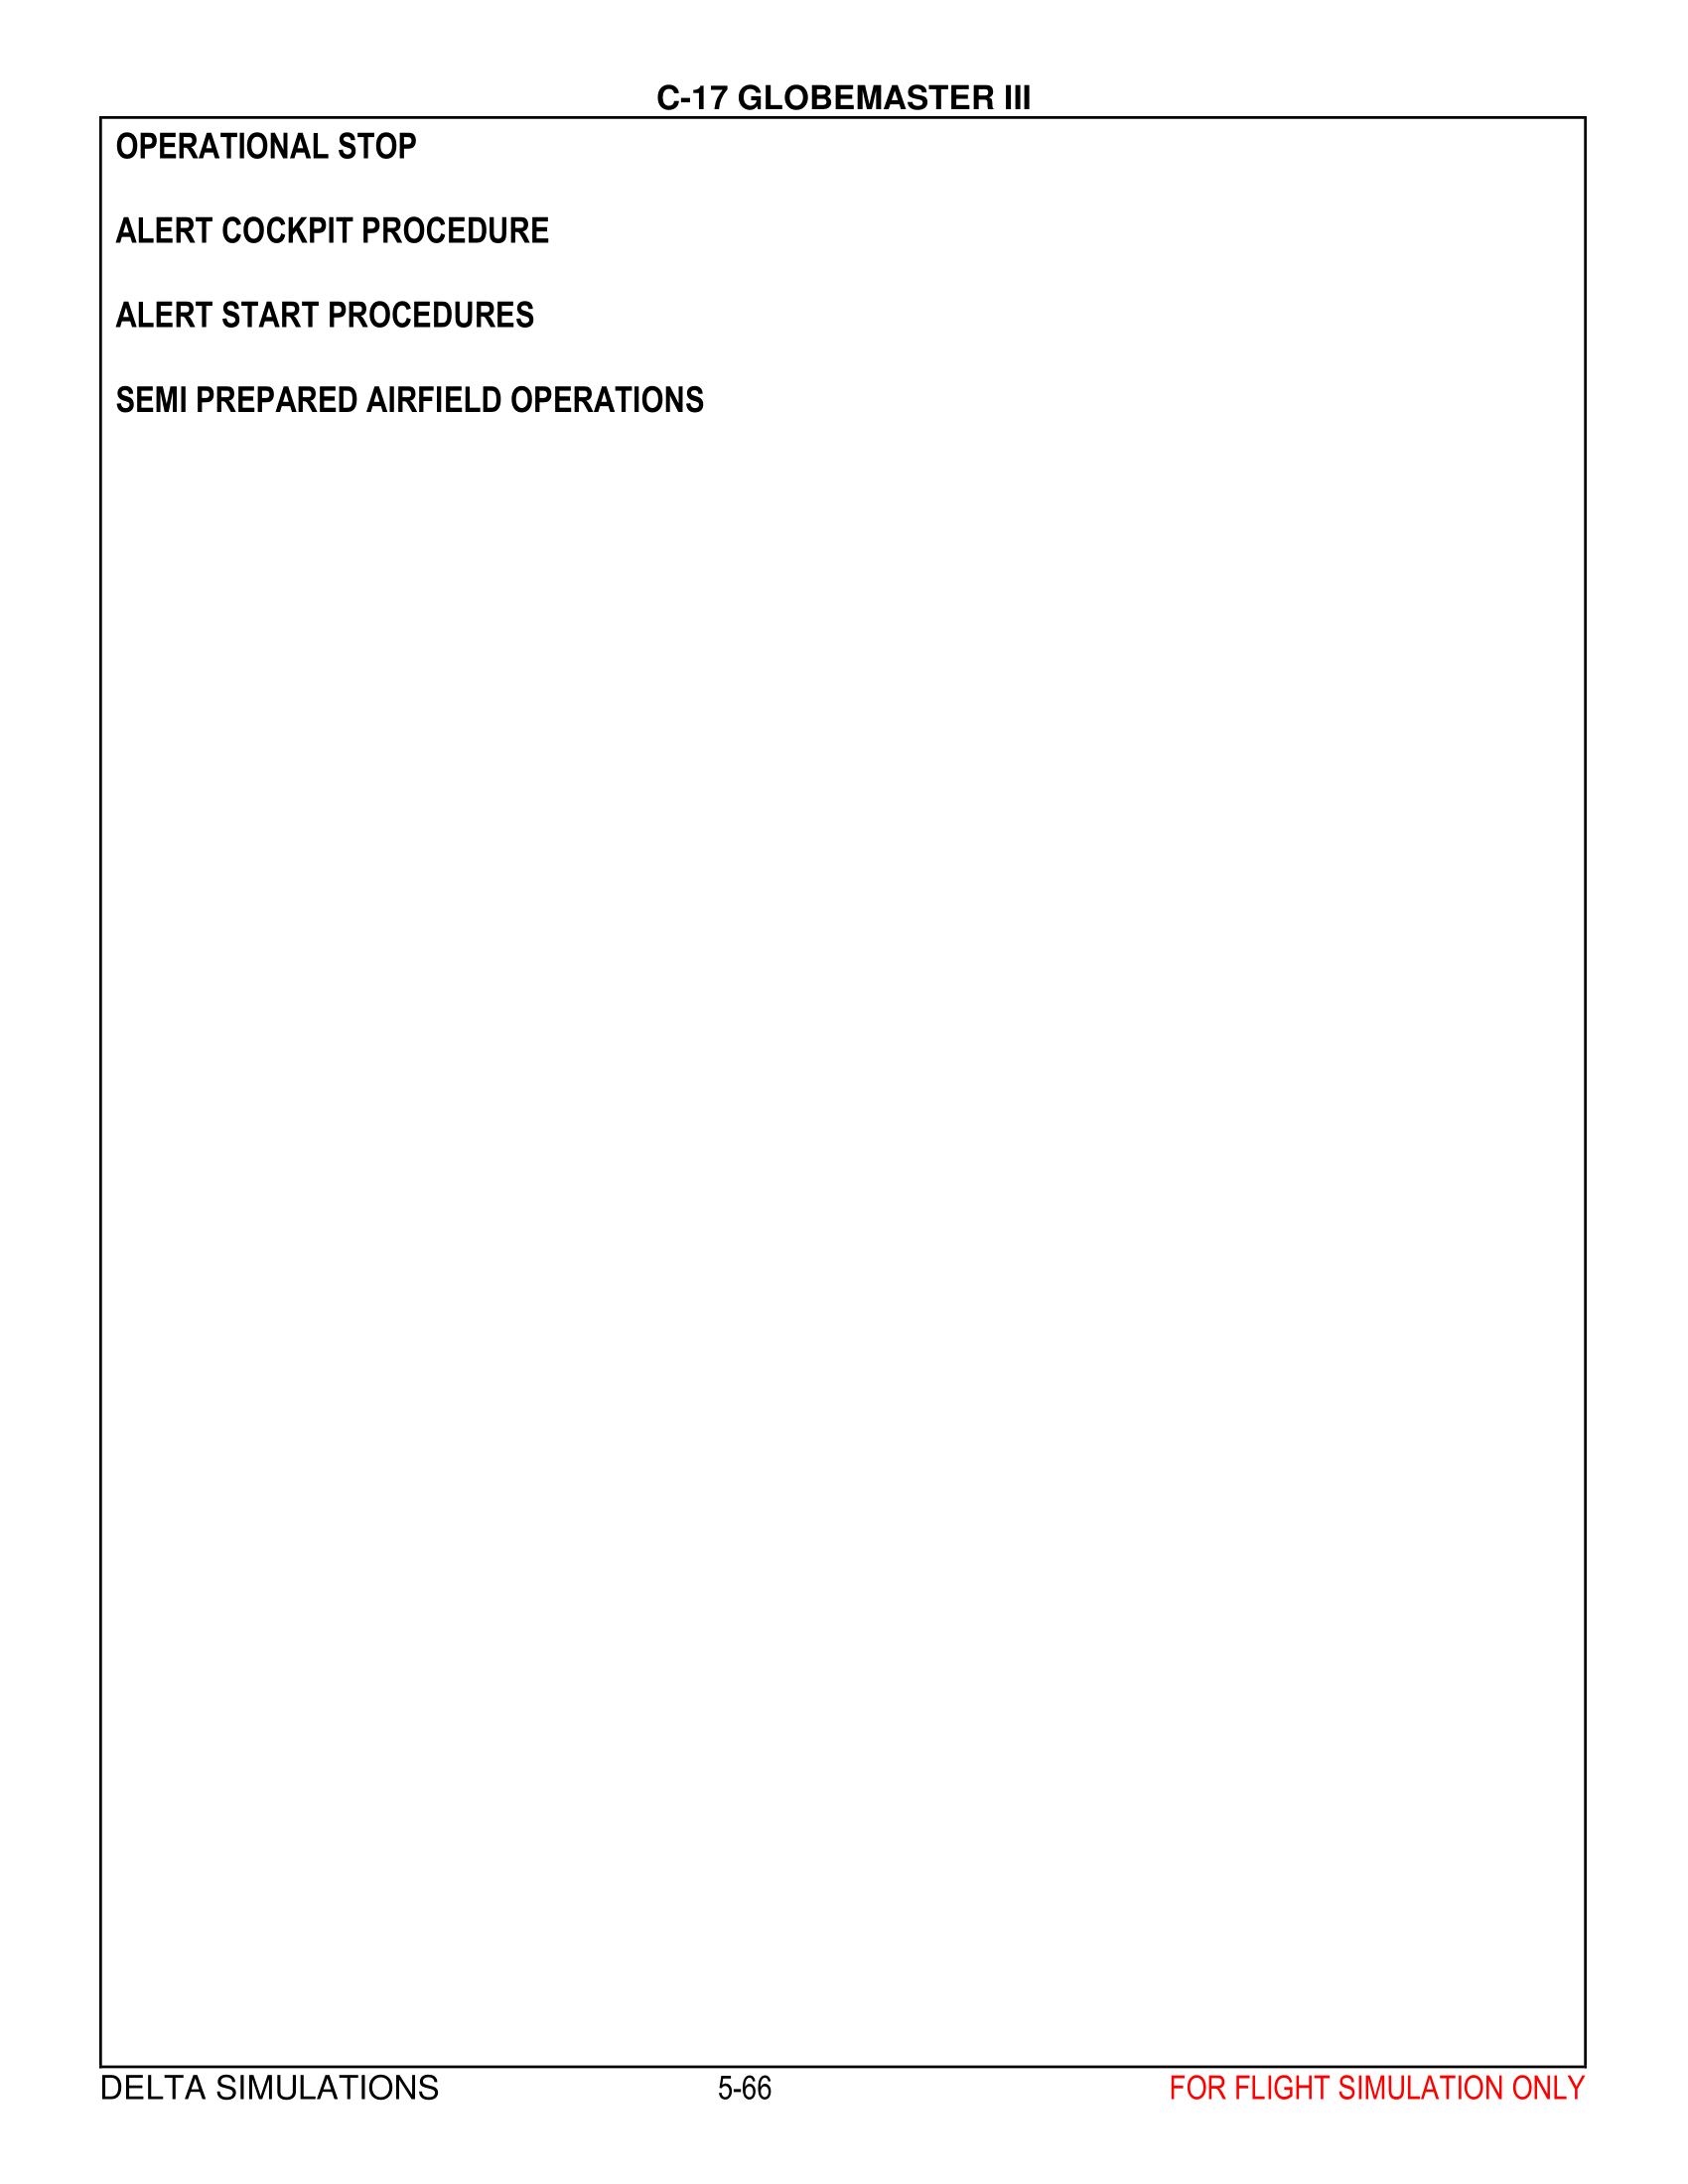 C-17 GLOBEMASTER III
OPERATIONAL STOP
ALERT COCKPIT PROCEDURE
ALERT START PROCEDURES
SEMI PREPARED AIRFIELD OPERATIONS
DELTA SIMULATIONS 5-66 FOR FLIGHT SIMULATION ONLY